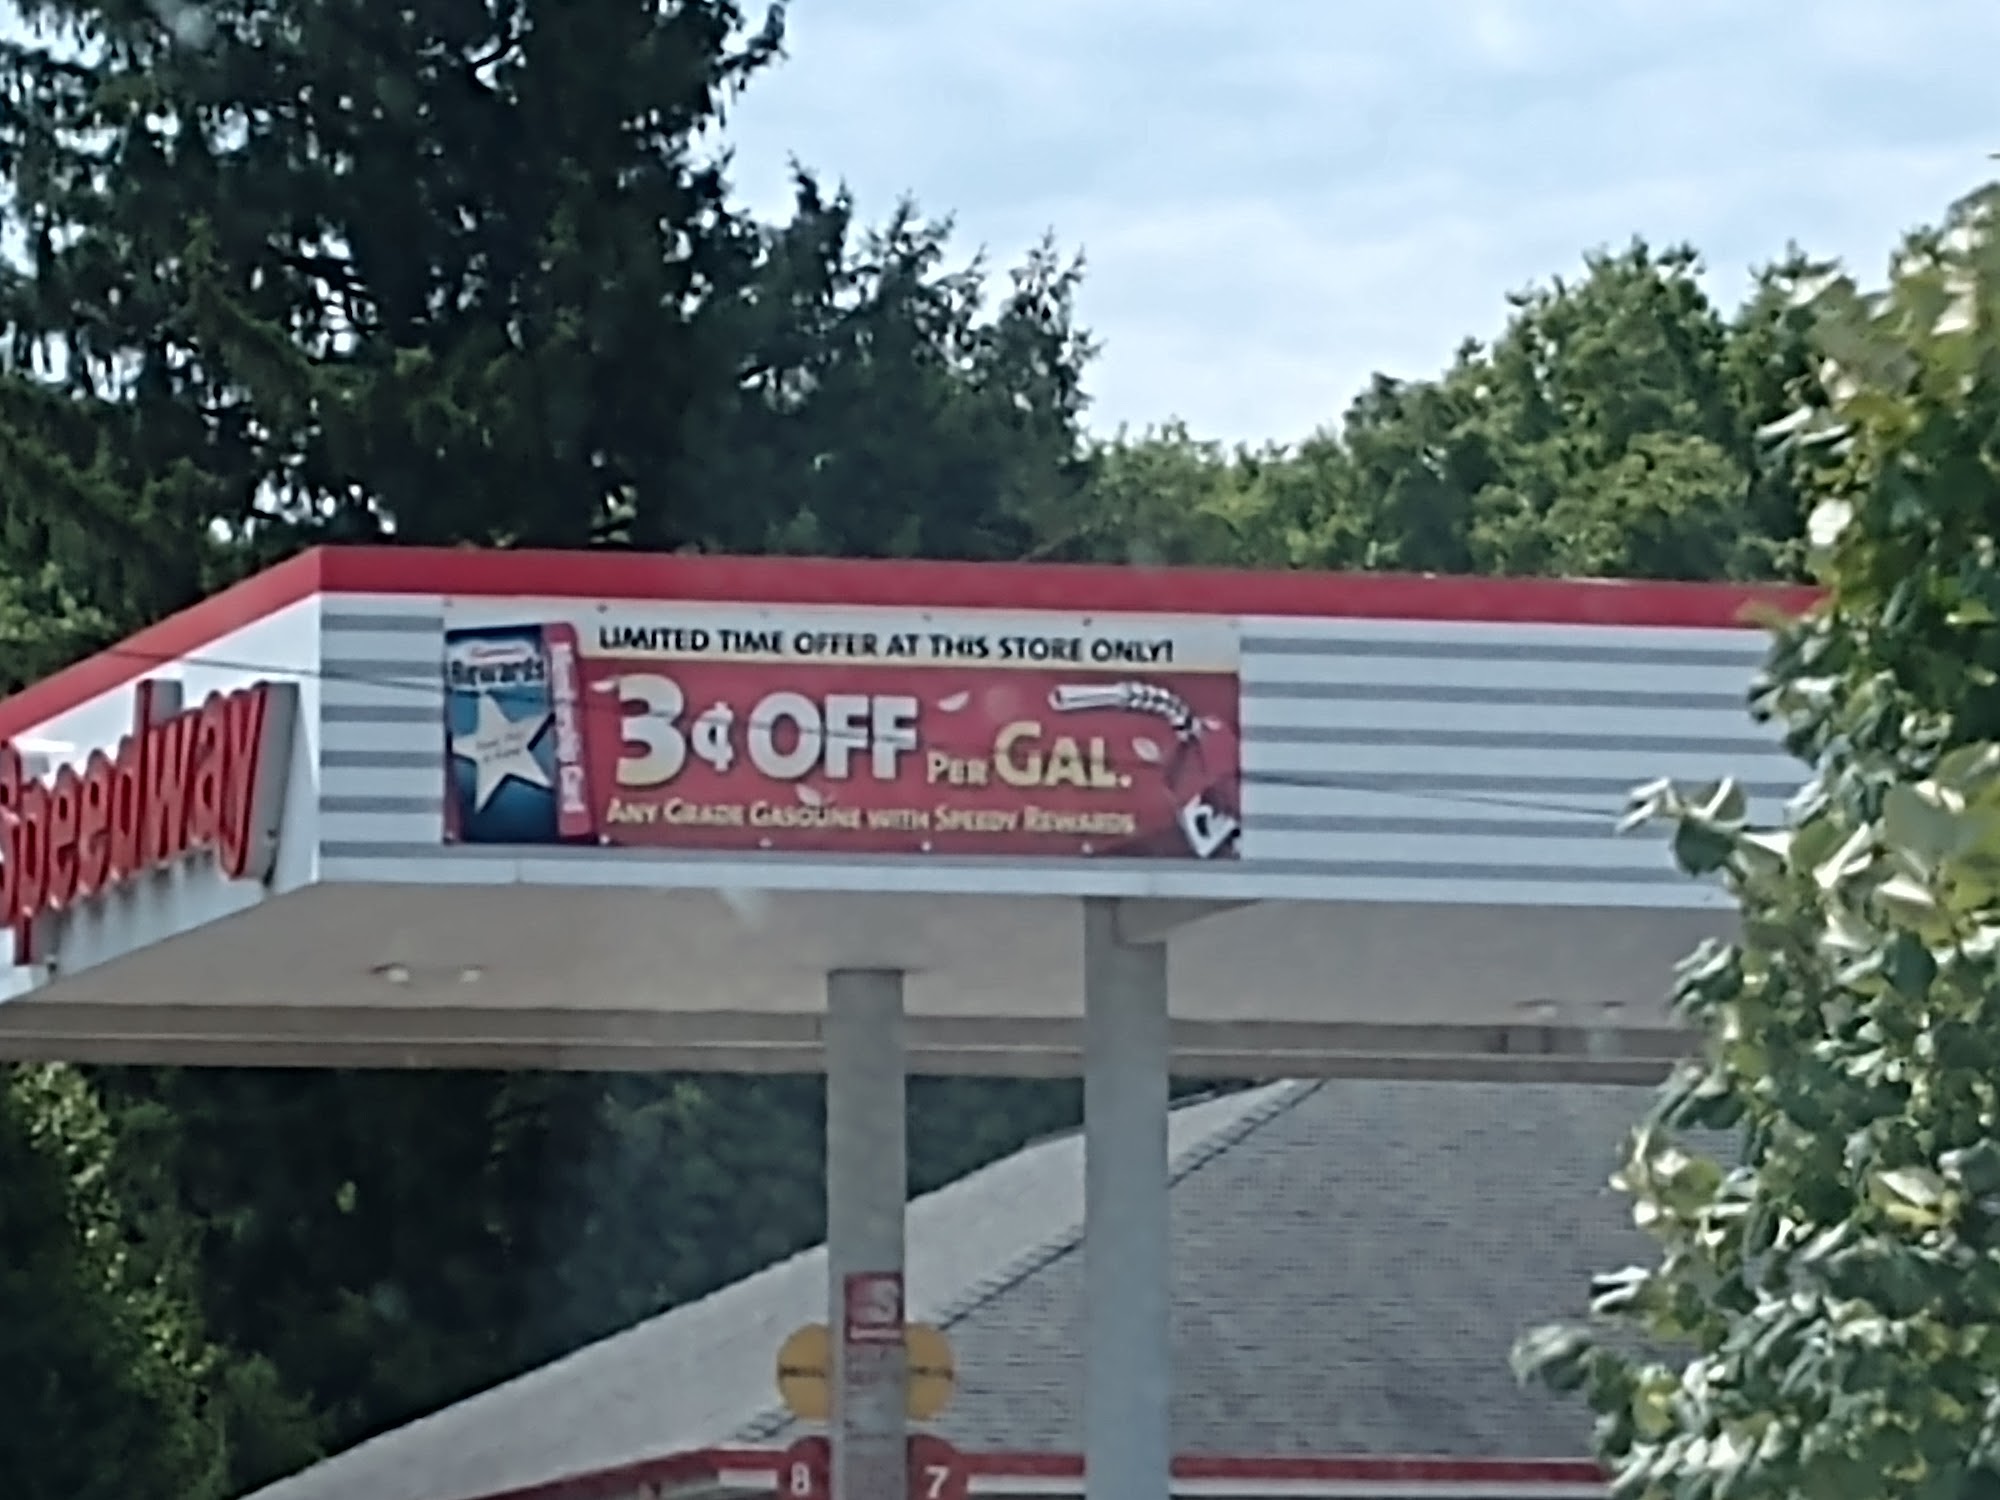 Speedway
LIMITED TIME OFFER AT THIS STORE ONLY!
Rewards
3¢ OFF PER GAL.
ANY GRADE GASOLINE WITH SPEEDY REWARDS
8
7